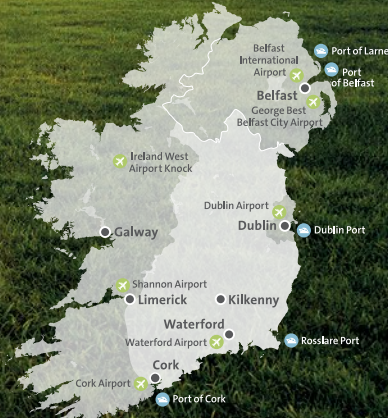 Belfast
International
Airport
Port of Larne
Port
of Belfast
Belfast
George Best
Belfast City Airport
Ireland West
Airport Knock
Dublin Airport
Dublin
Dublin Port
Galway
Shannon Airport
Limerick
Kilkenny
Waterford
Waterford Airport
Rosslare Port
Cork
Cork Airport
Port of Cork